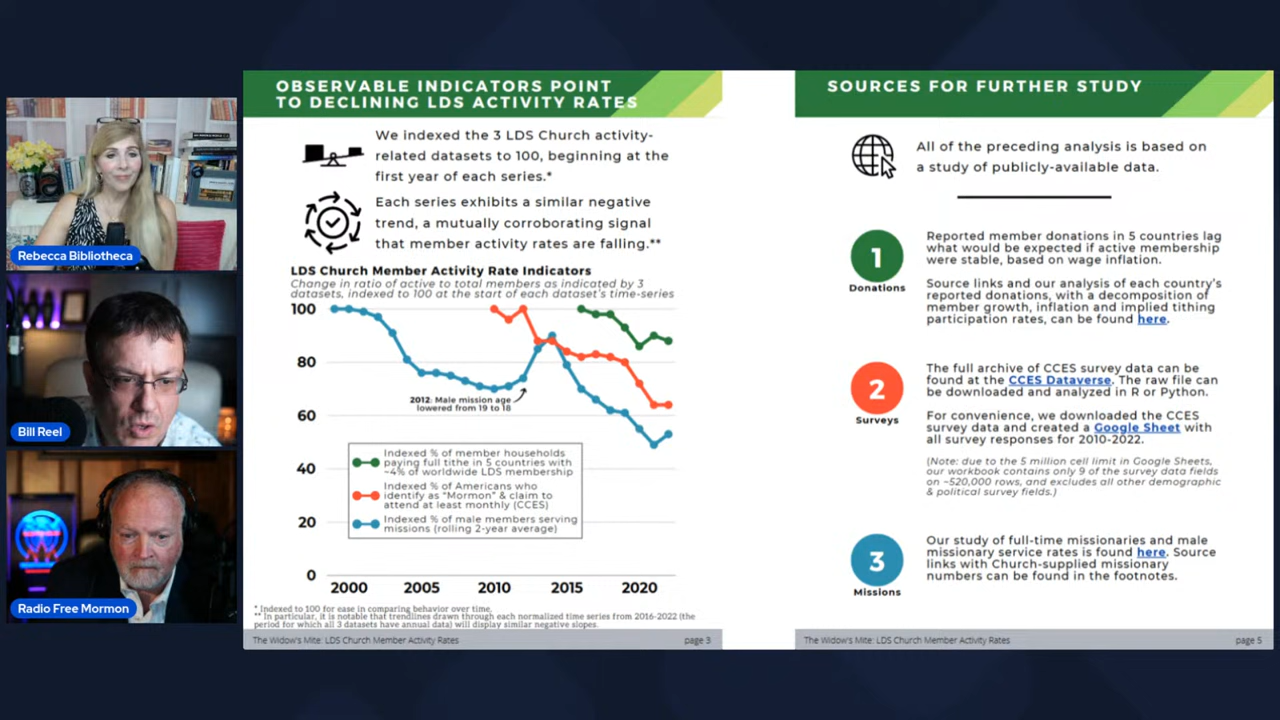 OBSERVABLE INDICATORS POINT
TO DECLINING LDS ACTIVITY RATES
We indexed the 3 LDS Church activity-
related datasets to 100, beginning at the
first year of each series.*
Each series exhibits a similar negative
trend, a mutually corroborating signal
that member activity rates are falling.**
LDS Church Member Activity Rate Indicators
Change in ratio of active to total members as indicated by 3
datasets, indexed to 100 at the start of each dataset's time-series
100
80
60
40
20
0
2012: Male mission age
lowered from 19 to 18
Indexed % of member households
paying full tithe in 5 countries with
~4% of worldwide LDS membership
Indexed % of Americans who
identify as "Mormon" & claim to
attend at least monthly (CCES)
Indexed % of male members serving
missions (rolling 2-year average)
2000 2005 2010 2015 2020
* Indexed to 100 for ease in comparing behavior over time.
** In particular, it is notable that trendlines drawn through each normalized time series from 2016-2022 (the
period for which all 3 datasets have annual data) will display similar negative slopes.
The Widow's Mite: LDS Church Member Activity Rates page 3
SOURCES FOR FURTHER STUDY
All of the preceding analysis is based on
a study of publicly-available data.
1
Donations
Reported member donations in 5 countries lag
what would be expected if active membership
were stable, based on wage inflation.
Source links and our analysis of each country's
reported donations, with a decomposition of
member growth, inflation and implied tithing
participation rates, can be found here.
2
Surveys
The full archive of CCES survey data can be
found at the CCES Dataverse. The raw file can
be downloaded and analyzed in R or Python.
For convenience, we downloaded the CCES
survey data and created a Google Sheet with
all survey responses for 2010-2022.
(Note: due to the 5 million cell limit in Google Sheets,
our workbook contains only 9 of the survey data fields
on ~520,000 rows, and excludes all other demographic
& political survey fields.)
3
Missions
Our study of full-time missionaries and male
missionary service rates is found here. Source
links with Church-supplied missionary
numbers can be found in the footnotes.
The Widow's Mite: LDS Church Member Activity Rates page 5
Rebecca Bibliotheca
Bill Reel
Radio Free Mormon